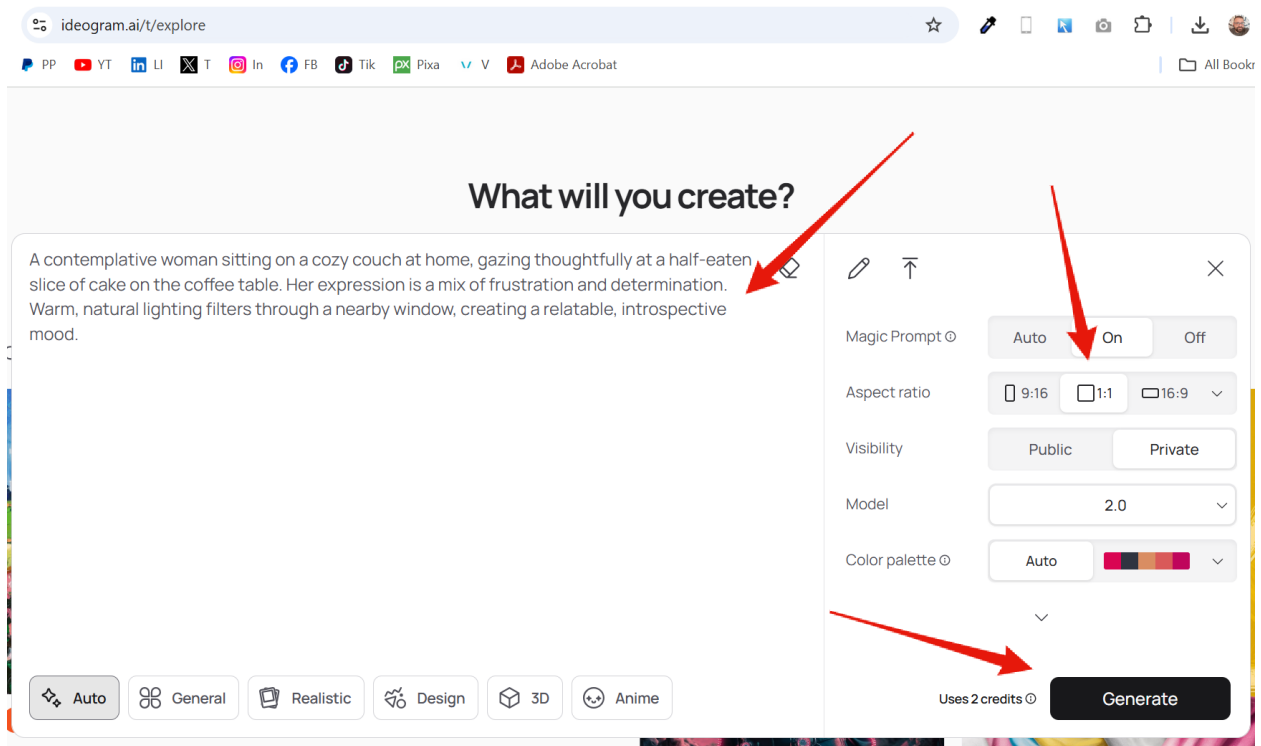 ideogram.ai/t/explore
PP YT LI T In FB Tik Pixa V Adobe Acrobat All Bookr
What will you create?
A contemplative woman sitting on a cozy couch at home, gazing thoughtfully at a half-eaten
slice of cake on the coffee table. Her expression is a mix of frustration and determination.
Warm, natural lighting filters through a nearby window, creating a relatable, introspective
mood.
Magic Prompt Auto On Off
Aspect ratio 9:16 1:1 16:9
Visibility Public Private
Model 2.0
Color palette Auto
Auto General Realistic Design 3D Anime
Uses 2 credits Generate